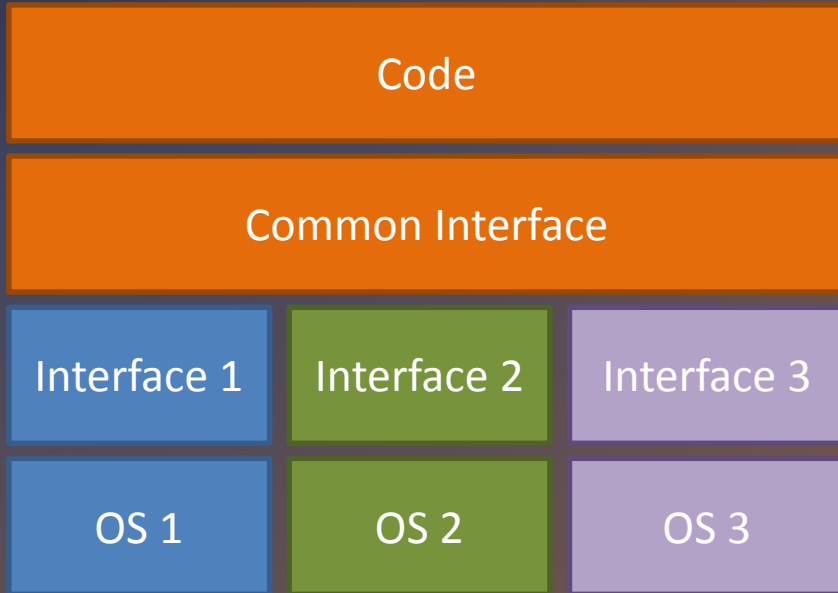 Code
Common Interface
Interface 1
Interface 2
Interface 3
OS 1
OS 2
OS 3